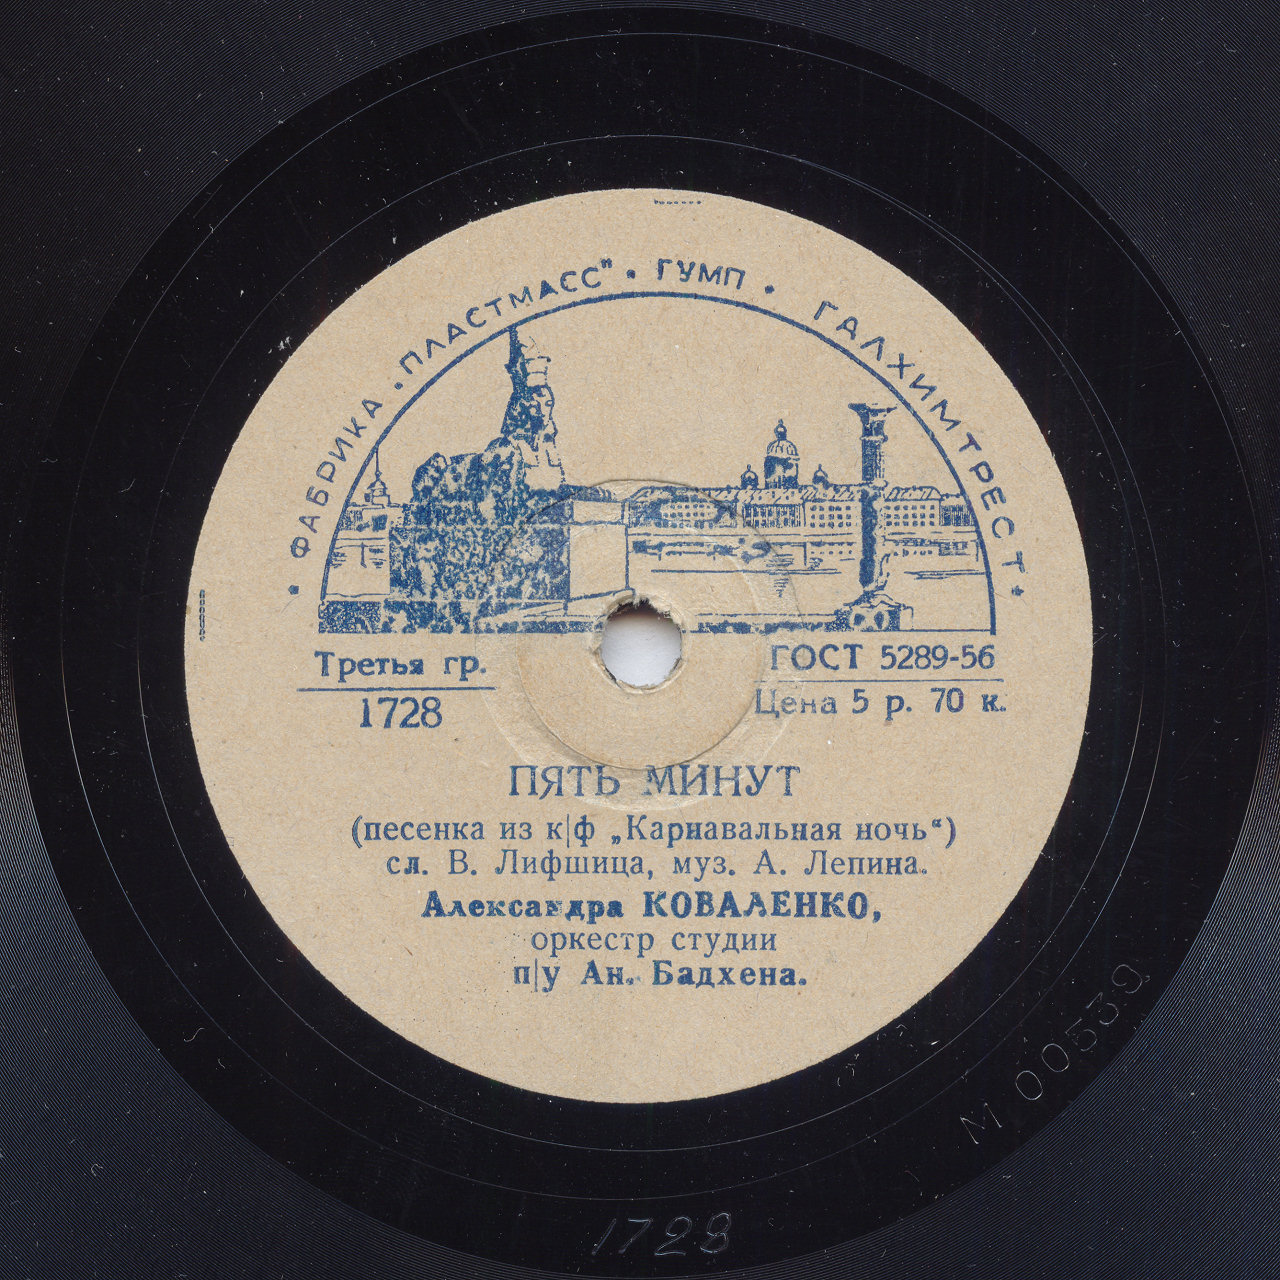 • ФАБРИКА „ПЛАСТМАСС" • ГУМП • ГАЛХИМТРЕСТ •
Третья гр.
1728
ГОСТ 5289-56
Цена 5 р. 70 к.
ПЯТЬ МИНУТ
(песенка из к|ф „Карнавальная ночь“)
сл. В. Лифшица, муз. А. Лепина.
Александра КОВАЛЕНКО,
оркестр студии
п|у Ан. Бадхена.
М 00539
1728